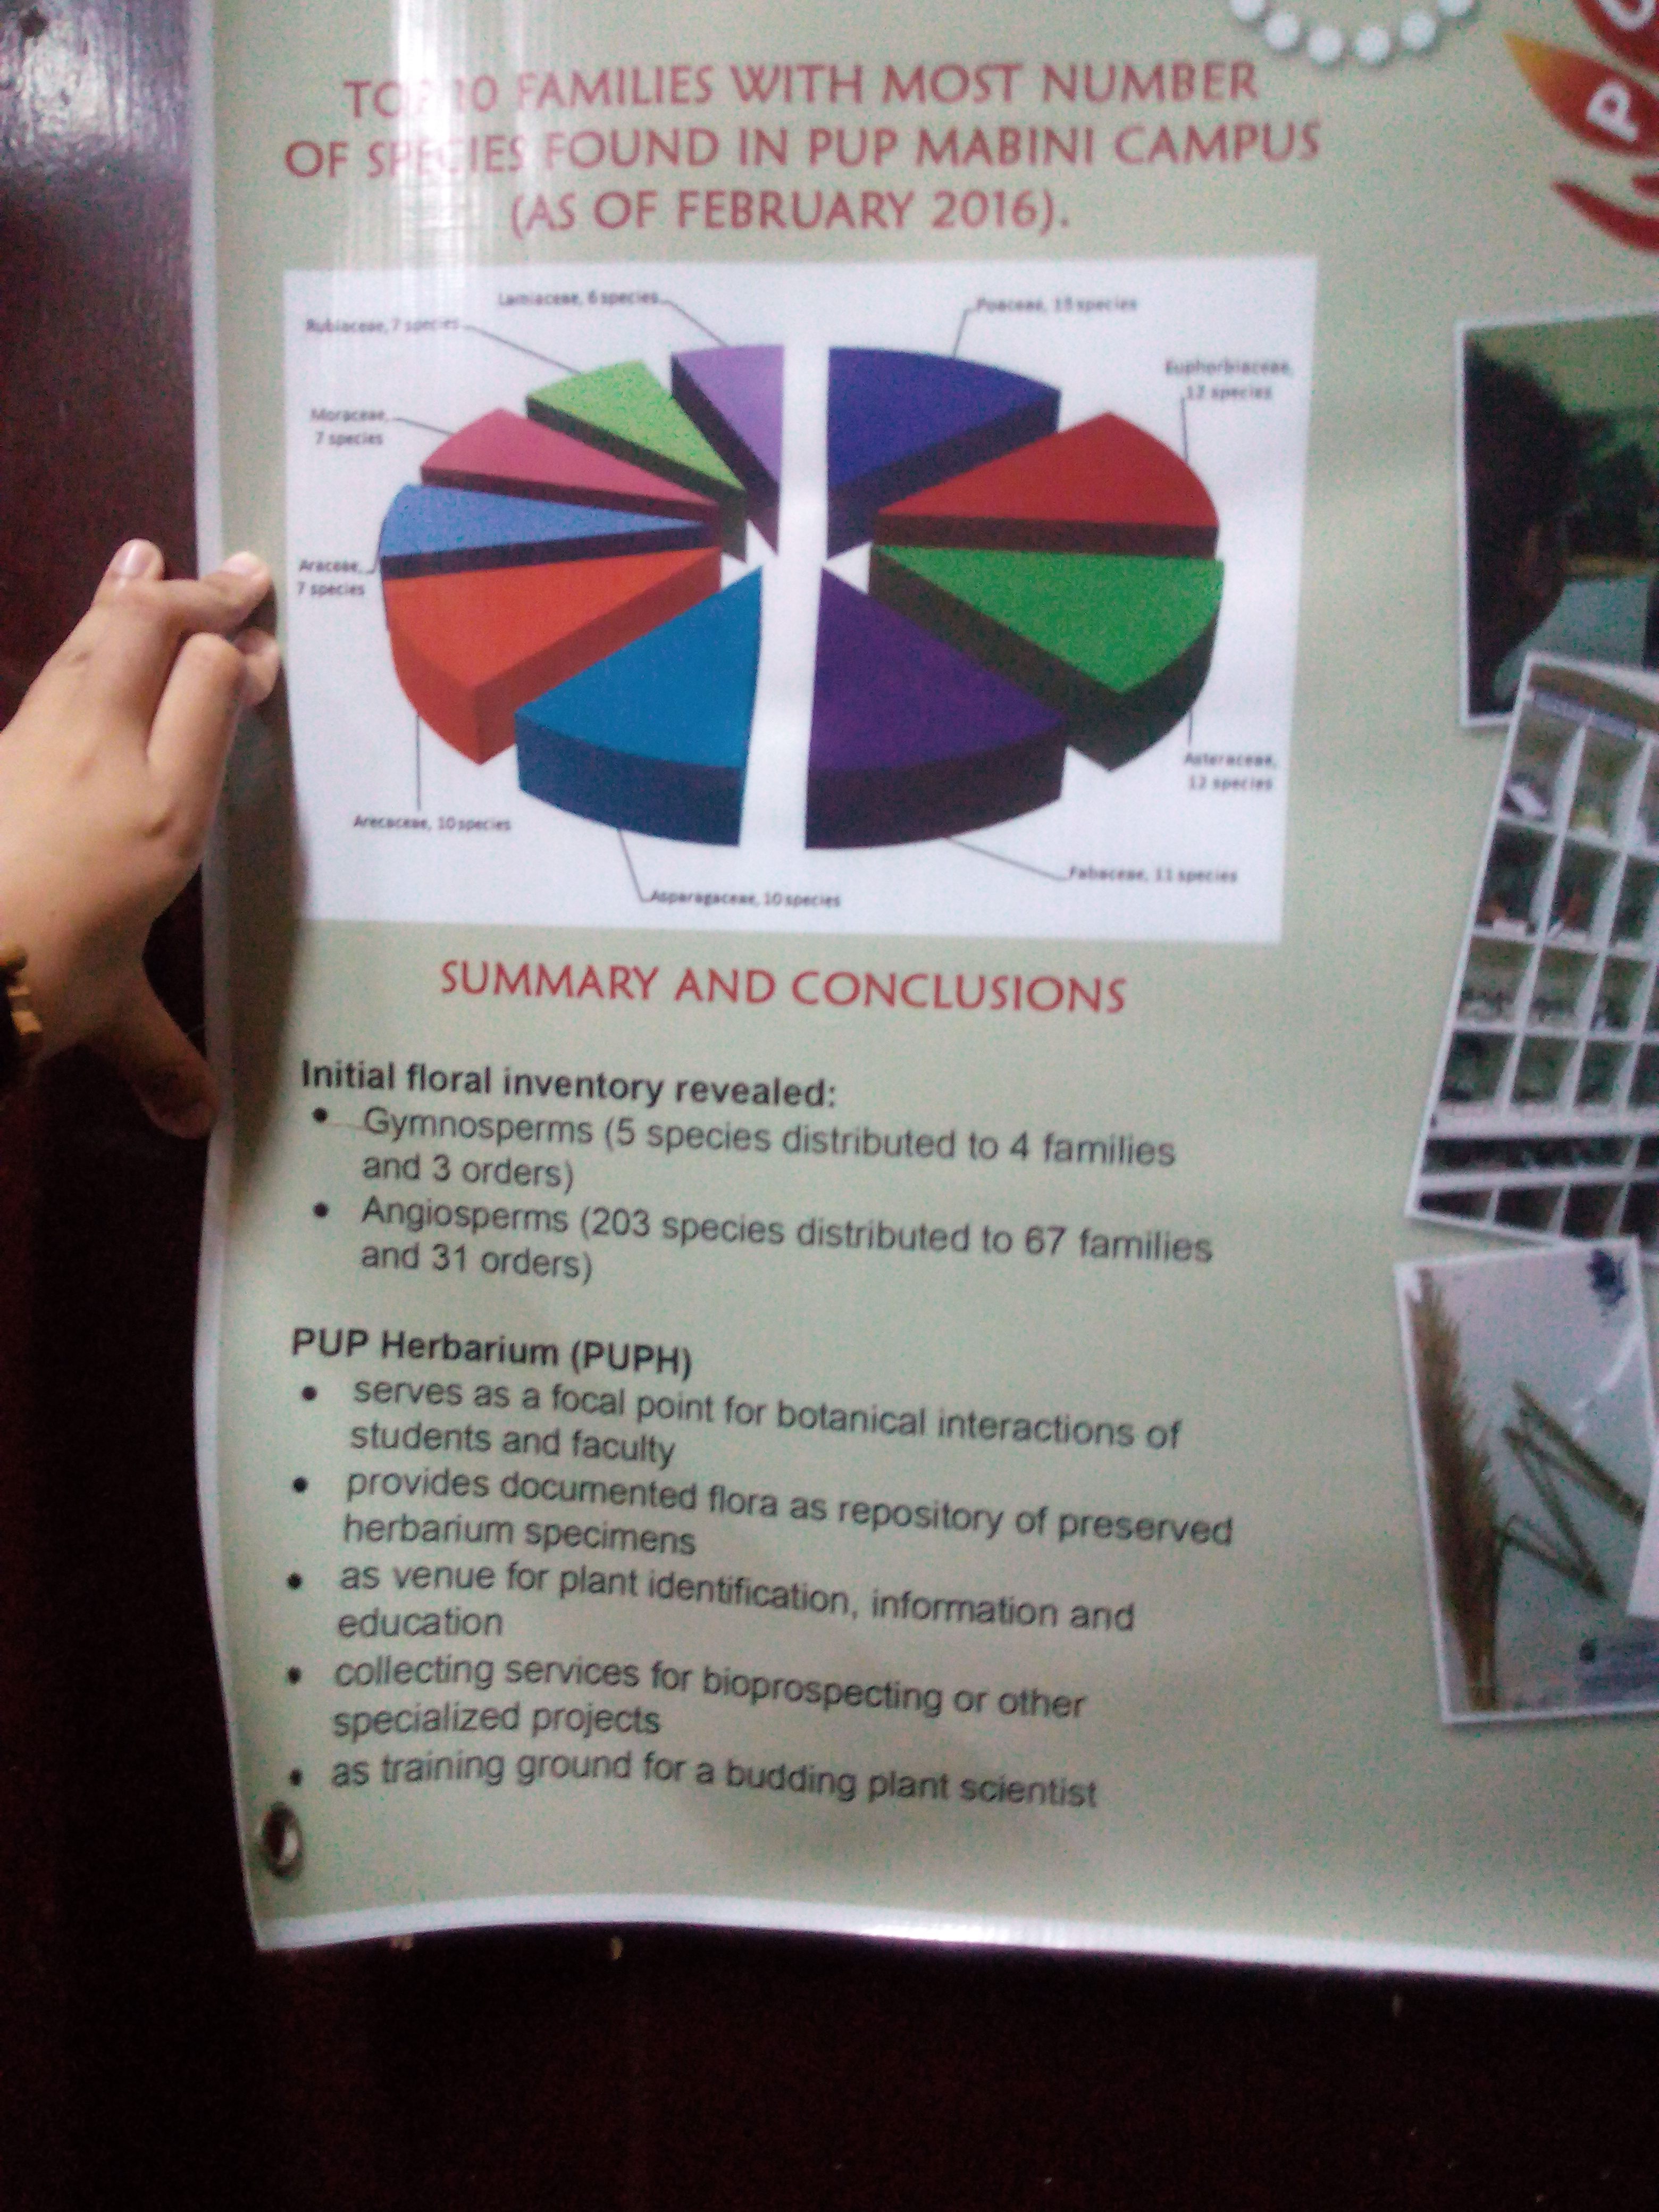 TOP 10 FAMILIES WITH MOST NUMBER
OF SPECIES FOUND IN PUP MABINI CAMPUS
(AS OF FEBRUARY 2016).
Lamiaceae, 6 species
Poaceae, 15 species
Rubiaceae, 7 species
Euphorbiaceae,
12 species
Moraceae,
7 species
Araceae,
7 species
Asteraceae,
12 species
Arecaceae, 10 species
Fabaceae, 11 species
Asparagaceae, 10 species
SUMMARY AND CONCLUSIONS
Initial floral inventory revealed:
• Gymnosperms (5 species distributed to 4 families
and 3 orders)
• Angiosperms (203 species distributed to 67 families
and 31 orders)
PUP Herbarium (PUPH)
• serves as a focal point for botanical interactions of
students and faculty
• provides documented flora as repository of preserved
herbarium specimens
• as venue for plant identification, information and
education
• collecting services for bioprospecting or other
specialized projects
• as training ground for a budding plant scientist
P